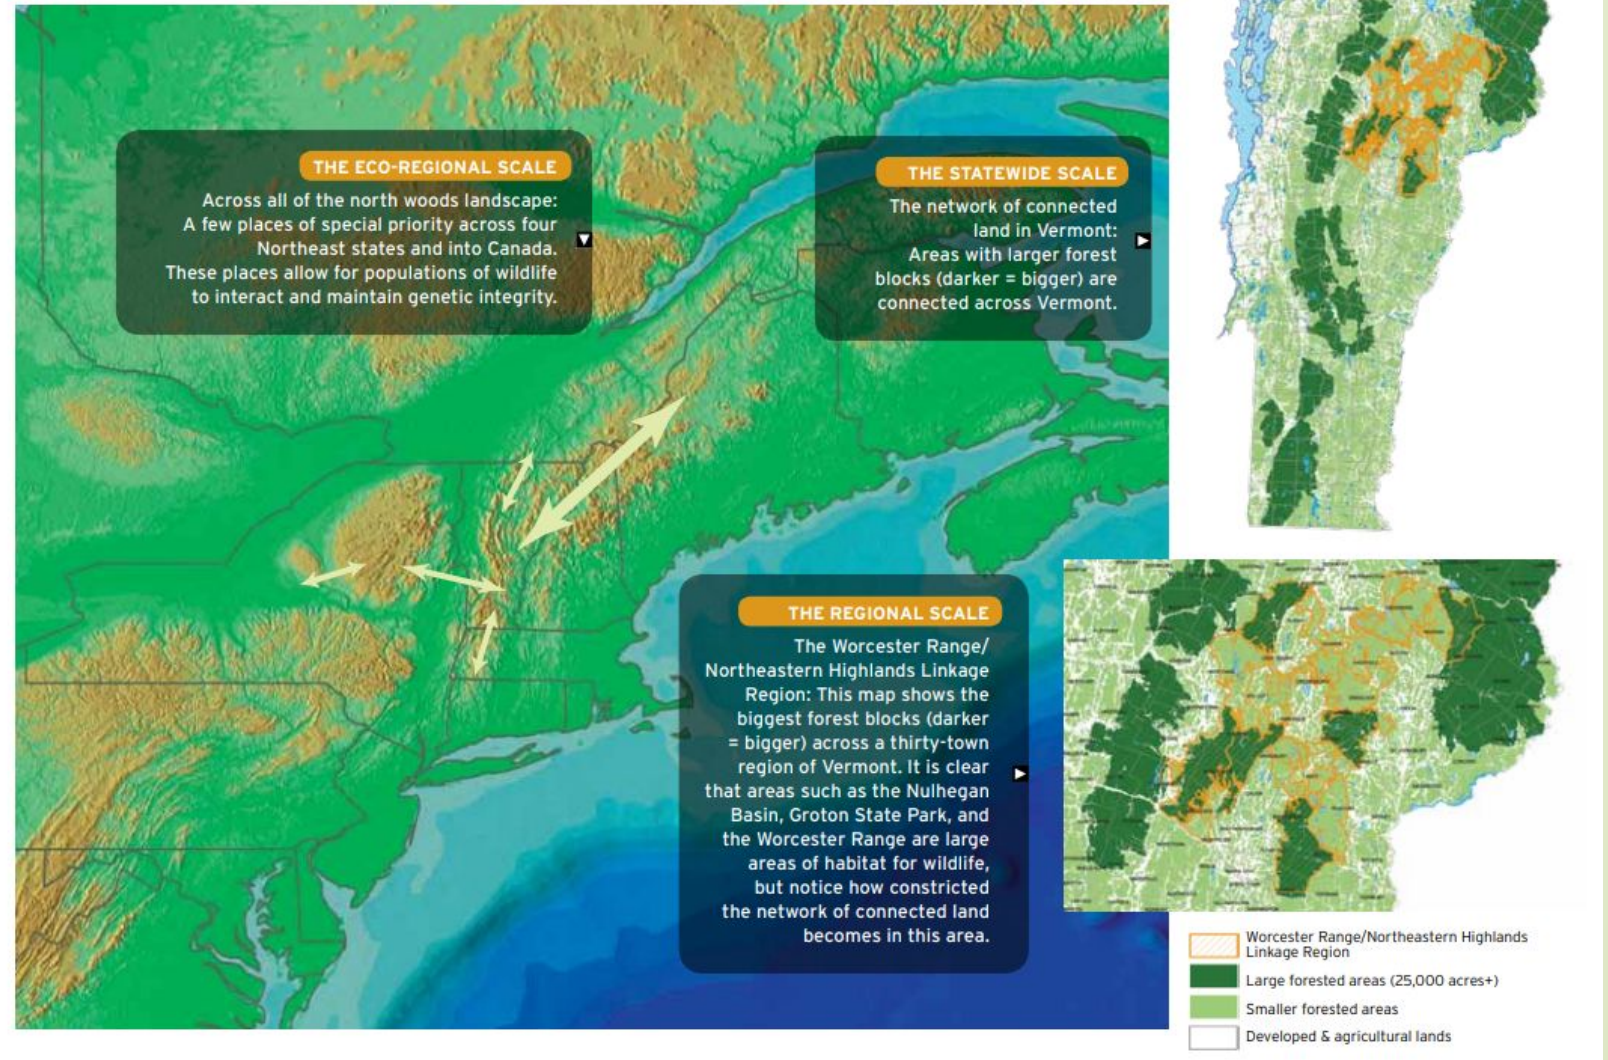 THE ECO-REGIONAL SCALE
Across all of the north woods landscape:
A few places of special priority across four
Northeast states and into Canada.
These places allow for populations of wildlife
to interact and maintain genetic integrity.
THE STATEWIDE SCALE
The network of connected
land in Vermont:
Areas with larger forest
blocks (darker = bigger) are
connected across Vermont.
THE REGIONAL SCALE
The Worcester Range/
Northeastern Highlands Linkage
Region: This map shows the
biggest forest blocks (darker
= bigger) across a thirty-town
region of Vermont. It is clear
that areas such as the Nulhegan
Basin, Groton State Park, and
the Worcester Range are large
areas of habitat for wildlife,
but notice how constricted
the network of connected land
becomes in this area.
Worcester Range/Northeastern Highlands
Linkage Region
Large forested areas (25,000 acres+)
Smaller forested areas
Developed & agricultural lands